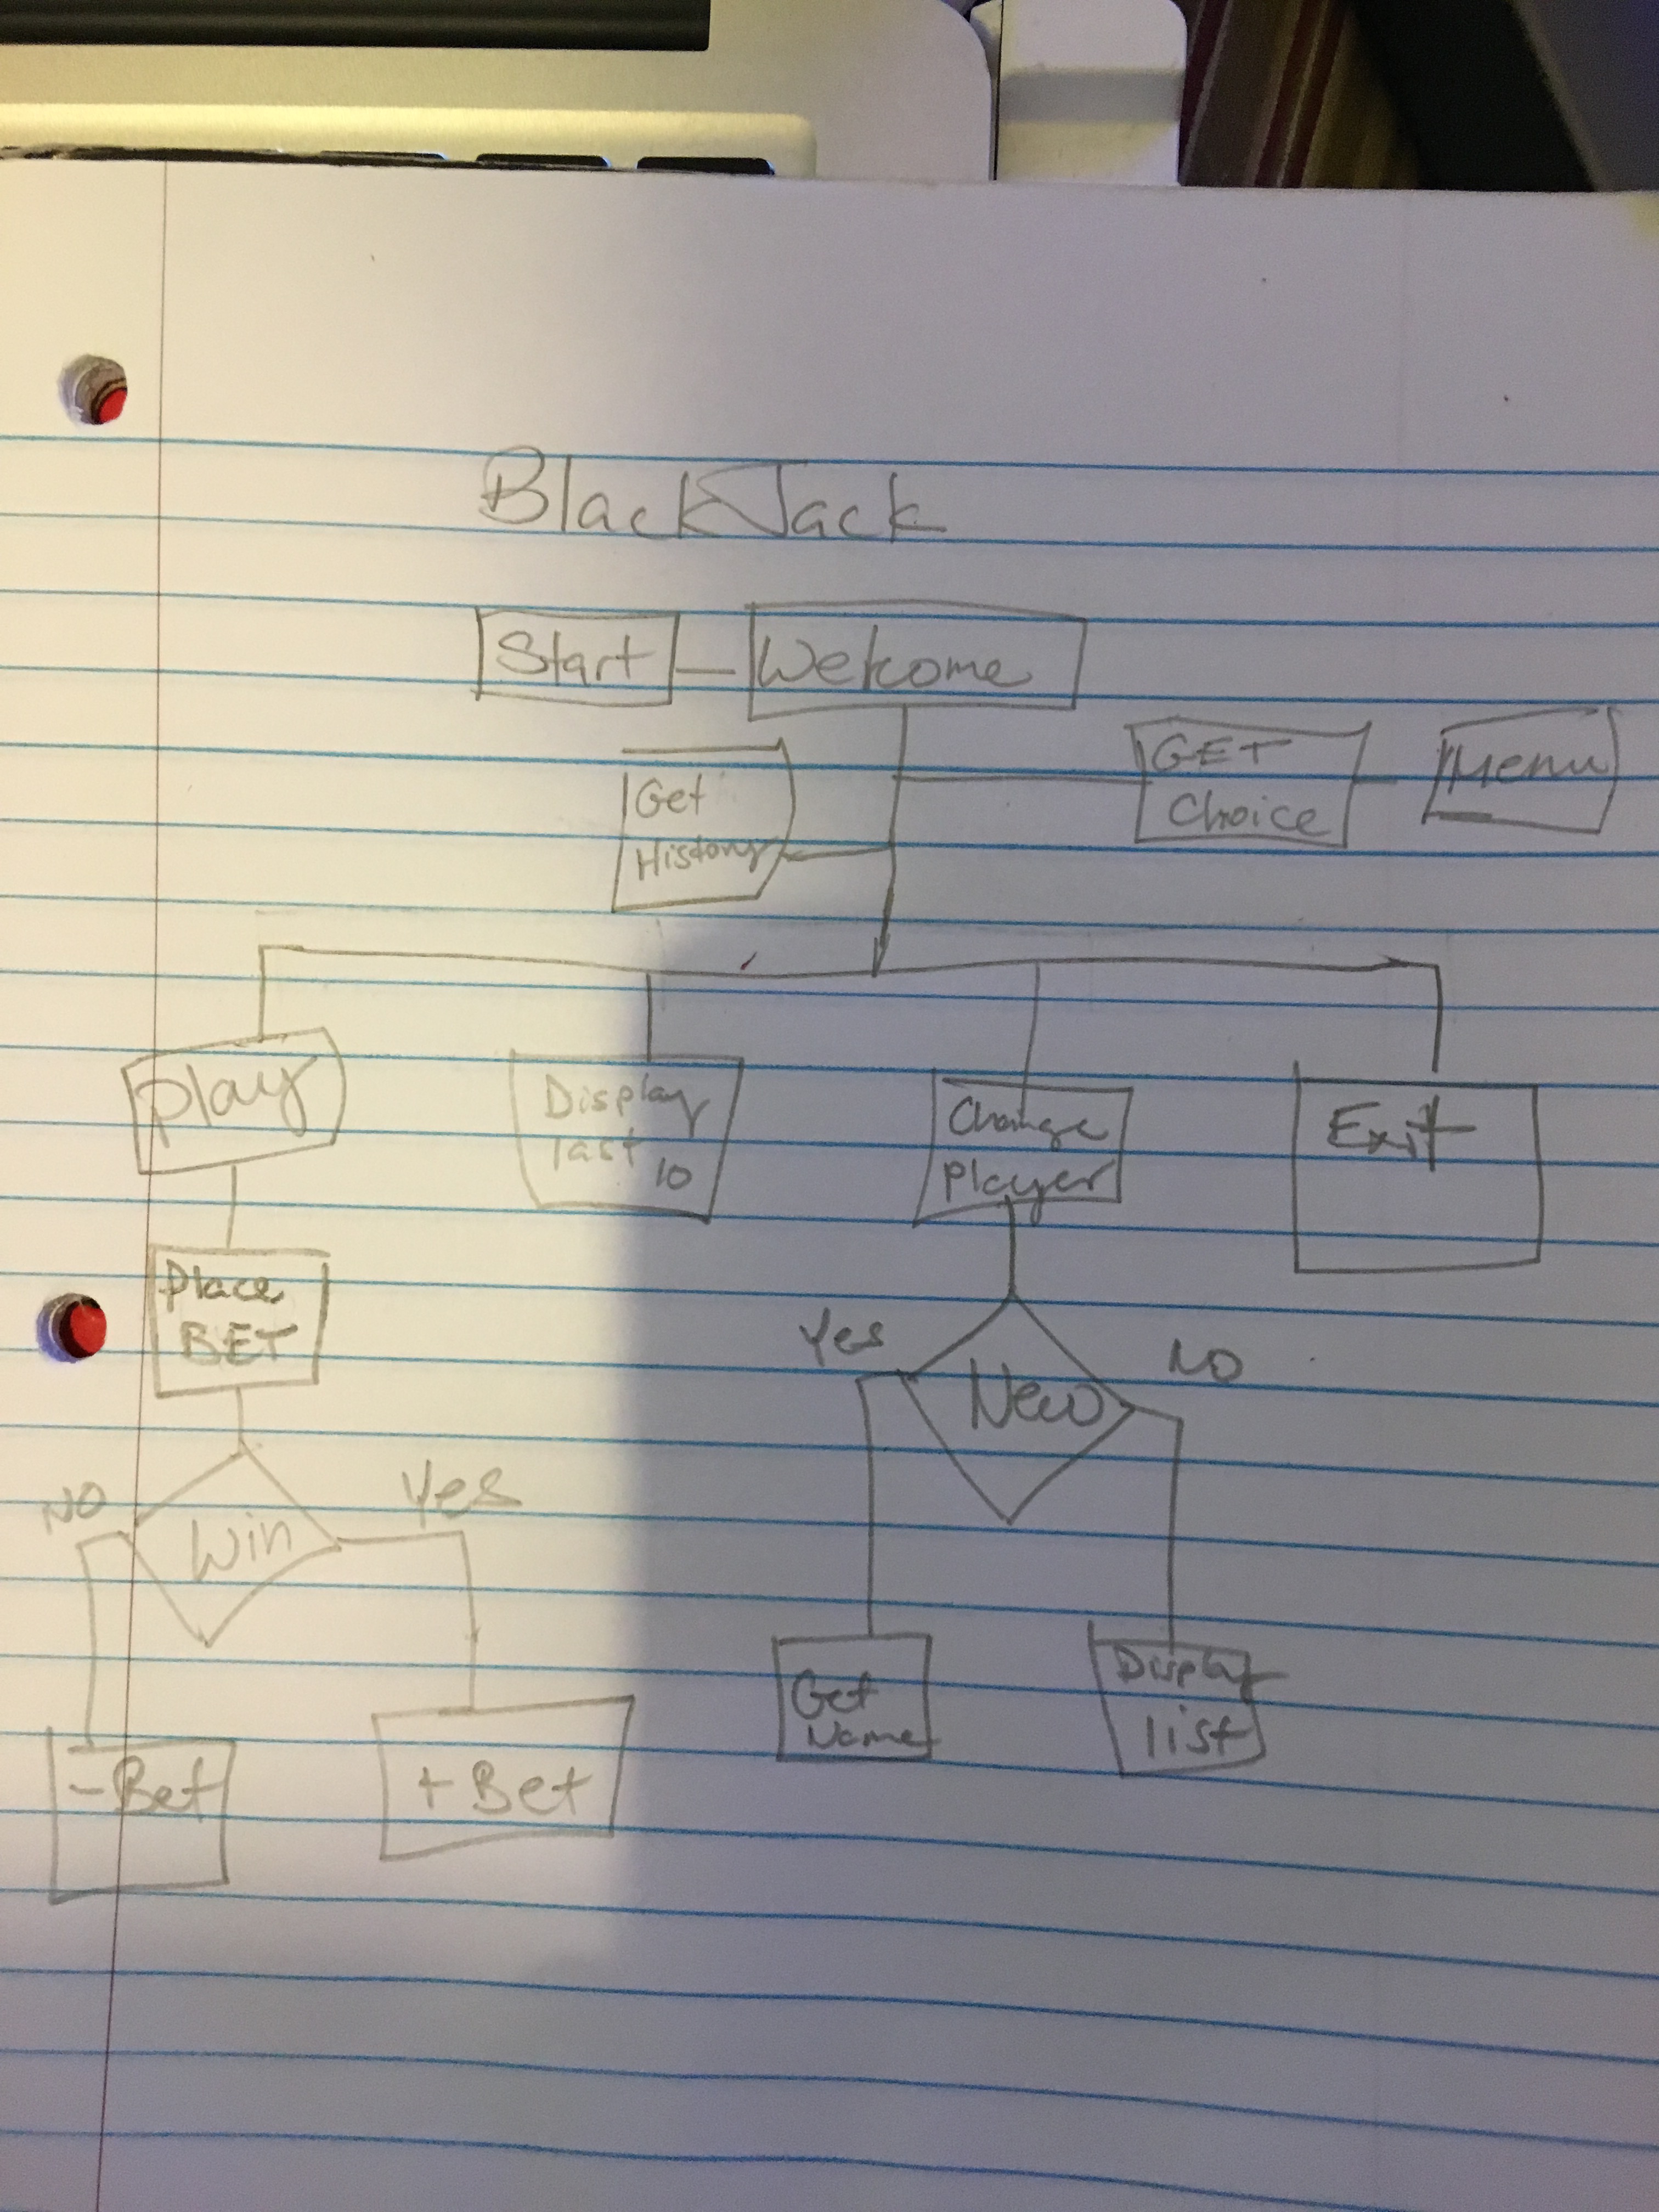 BlackJack
Start
Welcome
GET
Choice
Menu
Get
History
Play
Display
last 10
Change
Player
Exit
Place
BET
Yes
NO
New
NO
Yes
Win
Get
Name
Display
list
-Bet
+Bet